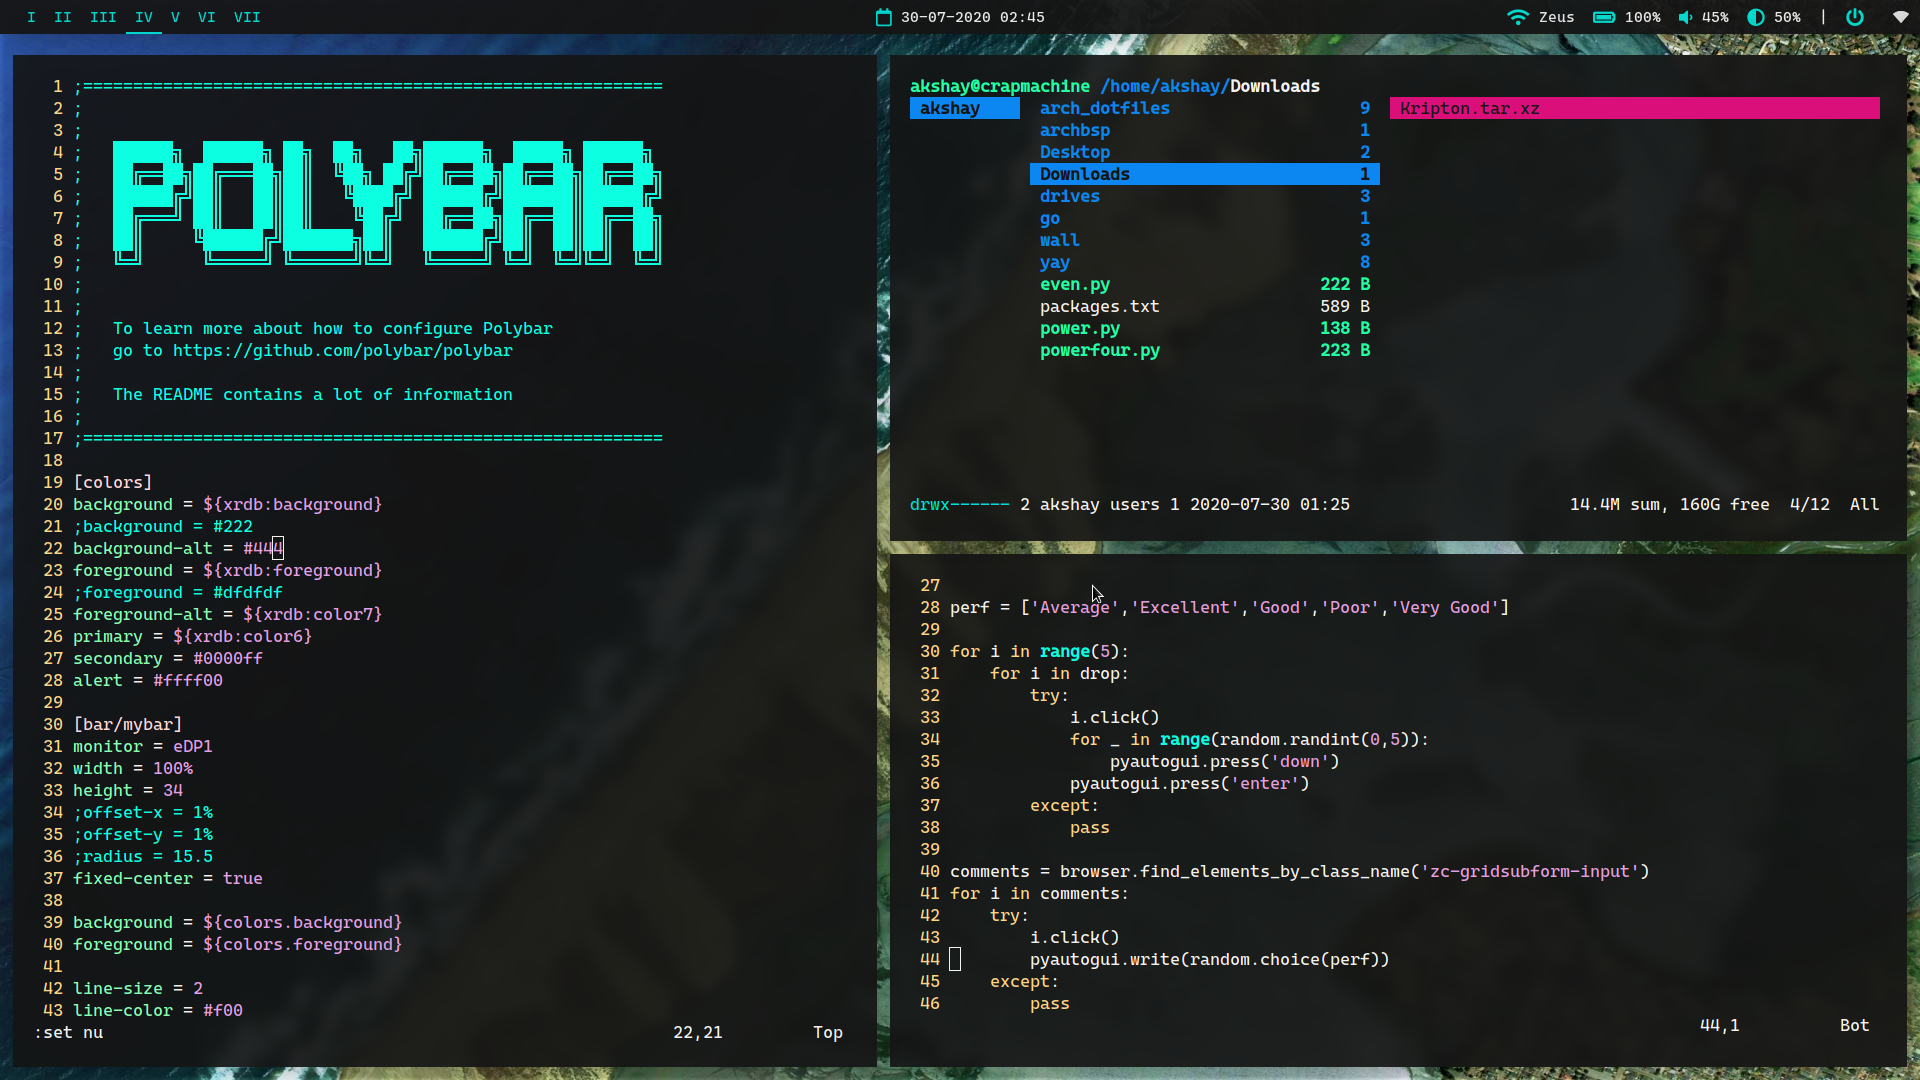 I II III IV V VI VII
30-07-2020 02:45
Zeus 100% 45% 50% |
1 ;==========================================================
2 ;
3 ;
4 ;
5 ;
6 ;
7 ;
8 ;
9 ;
POLYBAR
10 ;
11 ;
12 ;   To learn more about how to configure Polybar
13 ;   go to https://github.com/polybar/polybar
14 ;
15 ;   The README contains a lot of information
16 ;
17 ;==========================================================
18
19 [colors]
20 background = ${xrdb:background}
21 ;background = #222
22 background-alt = #444
23 foreground = ${xrdb:foreground}
24 ;foreground = #dfdfdf
25 foreground-alt = ${xrdb:color7}
26 primary = ${xrdb:color6}
27 secondary = #0000ff
28 alert = #ffff00
29
30 [bar/mybar]
31 monitor = eDP1
32 width = 100%
33 height = 34
34 ;offset-x = 1%
35 ;offset-y = 1%
36 ;radius = 15.5
37 fixed-center = true
38
39 background = ${colors.background}
40 foreground = ${colors.foreground}
41
42 line-size = 2
43 line-color = #f00
:set nu 22,21 Top
akshay@crapmachine /home/akshay/Downloads
akshay arch_dotfiles 9 Kripton.tar.xz
archbsp 1
Desktop 2
Downloads 1
drives 3
go 1
wall 3
yay 8
even.py 222 B
packages.txt 589 B
power.py 138 B
powerfour.py 223 B
drwx------ 2 akshay users 1 2020-07-30 01:25 14.4M sum, 160G free 4/12 All
27
28 perf = ['Average','Excellent','Good','Poor','Very Good']
29
30 for i in range(5):
31     for i in drop:
32         try:
33             i.click()
34             for _ in range(random.randint(0,5)):
35                 pyautogui.press('down')
36             pyautogui.press('enter')
37         except:
38             pass
39
40 comments = browser.find_elements_by_class_name('zc-gridsubform-input')
41 for i in comments:
42     try:
43         i.click()
44         pyautogui.write(random.choice(perf))
45     except:
46         pass
44,1 Bot